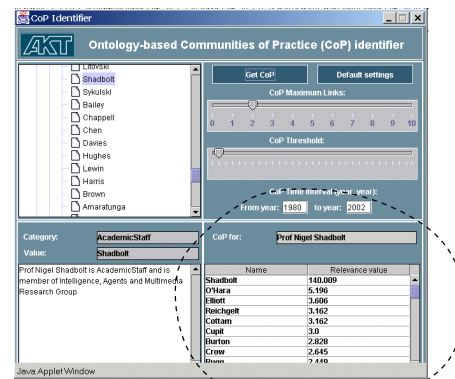 CoP Identifier
AKT Ontology-based Communities of Practice (CoP) identifier
Litovski
Shadbolt
Sykulski
Bailey
Chappell
Chen
Davies
Hughes
Lewin
Harris
Brown
Amaratunga
Get CoP Default settings
CoP Maximum Links:
0 1 2 3 4 5 6 7 8 9 10
CoP Threshold:
CoP Time interval (year, year):
From year: 1980 to year: 2002
Category: AcademicStaff
Value: Shadbolt
Prof Nigel Shadbolt is AcademicStaff and is
member of Intelligence, Agents and Multimedia
Research Group
CoP for: Prof Nigel Shadbolt
Name Relevance value
Shadbolt 140.009
O'Hara 5.196
Elliott 3.606
Reichgelt 3.162
Cottam 3.162
Cupit 3.0
Burton 2.828
Crow 2.645
Rugg 2.449
Java Applet Window